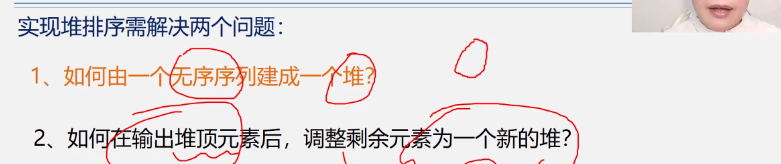 实现堆排序需解决两个问题：
1、如何由一个无序序列建成一个堆？
2、如何在输出堆顶元素后，调整剩余元素为一个新的堆？